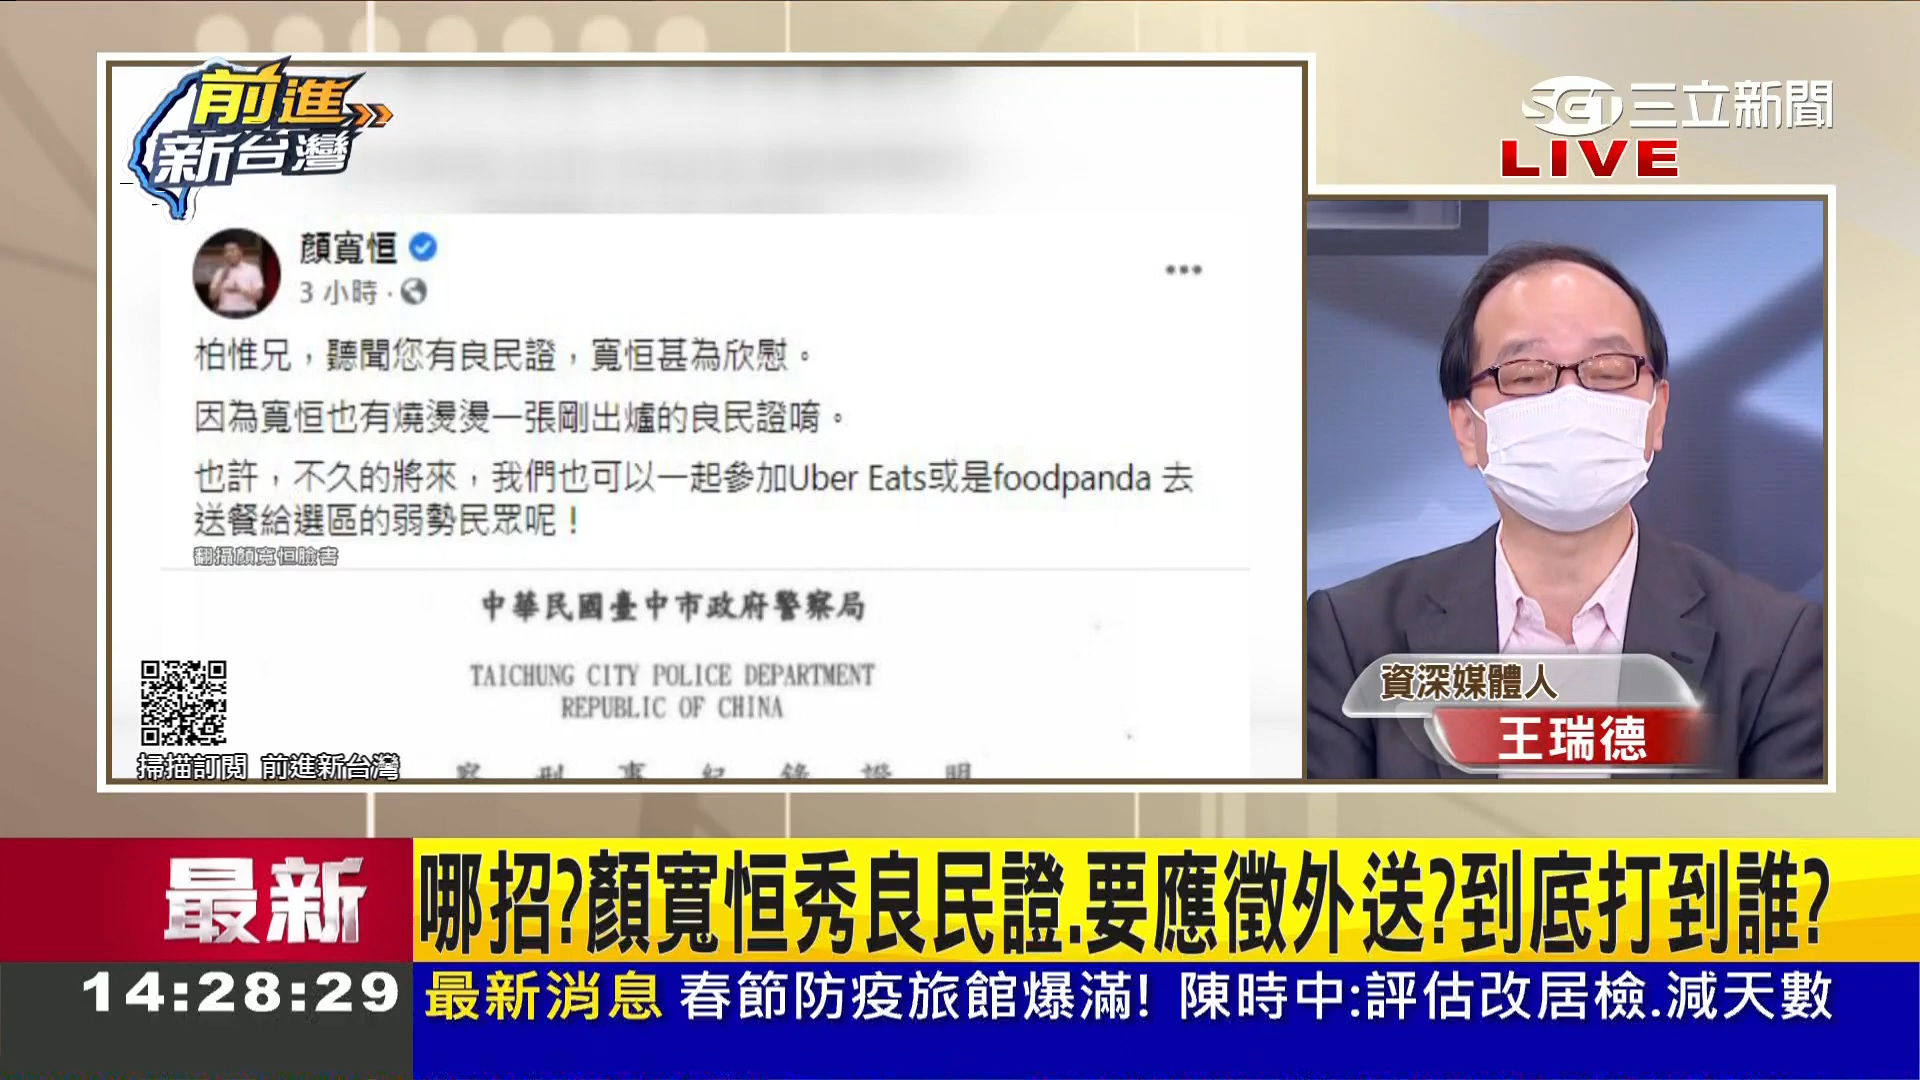 前進
新台灣
SET三立新聞
LIVE
顏寬恒
3 小時
柏惟兄，聽聞您有良民證，寬恒甚為欣慰。
因為寬恒也有燒燙燙一張剛出爐的良民證唷。
也許，不久的將來，我們也可以一起參加Uber Eats或是foodpanda 去
送餐給選區的弱勢民眾呢！
翻攝顏寬恒臉書
中華民國臺中市政府警察局
TAICHUNG CITY POLICE DEPARTMENT
REPUBLIC OF CHINA
掃描訂閱 前進新台灣
資深媒體人
王瑞德
最新
哪招?顏寬恒秀良民證.要應徵外送?到底打到誰?
14:28:29
最新消息 春節防疫旅館爆滿! 陳時中:評估改居檢.減天數